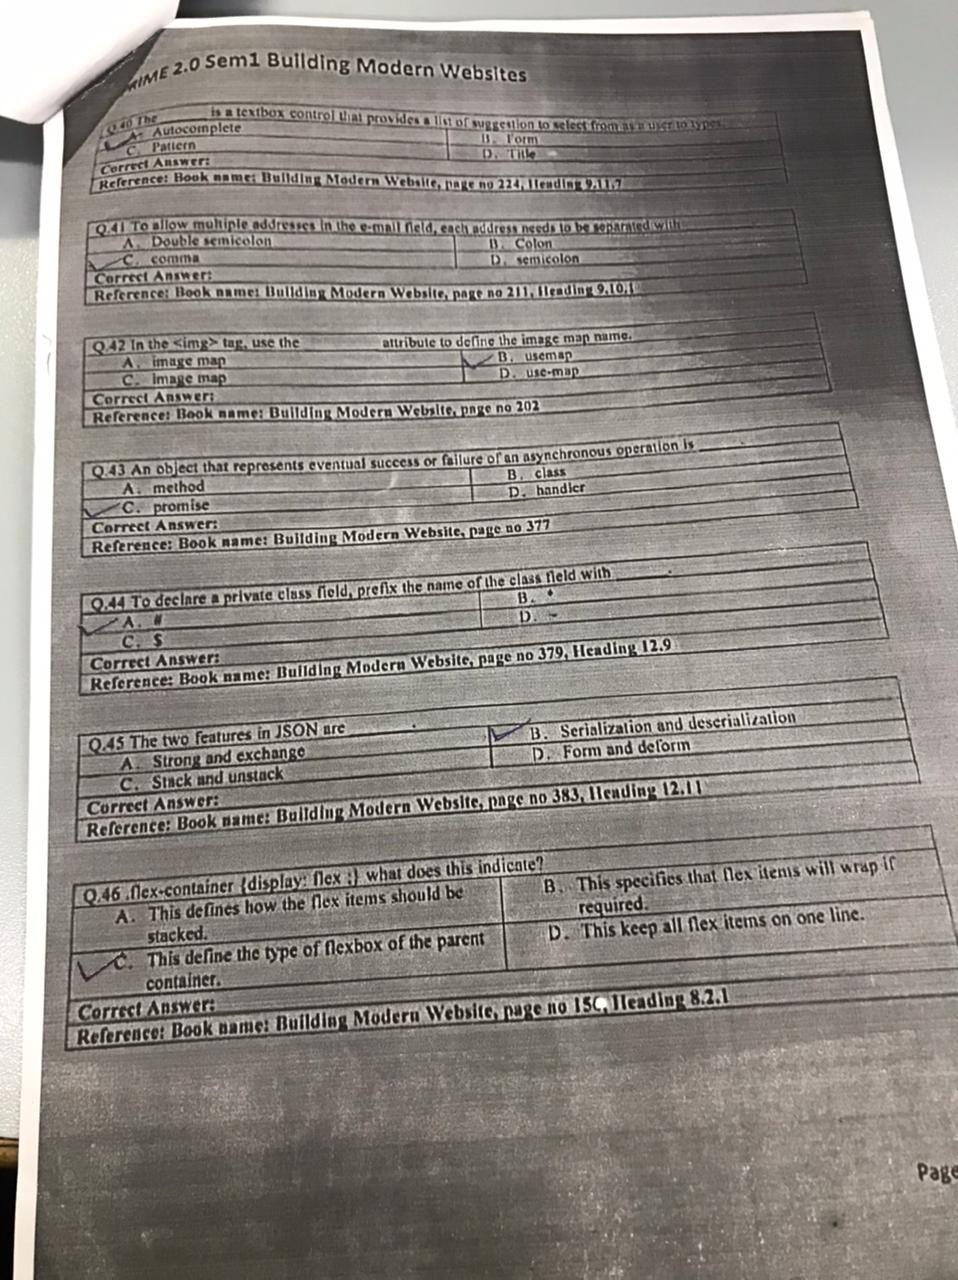 RIME 2.0 Sem1 Building Modern Websites
Q.40 The is a textbox control that provides a list of suggestion to select from as a user to types.
A. Autocomplete B. Form
C. Pattern D. Title
Correct Answer:
Reference: Book name: Building Modern Website, page no 224, Heading 9.11.7
Q.41 To allow multiple addresses in the e-mail field, each address needs to be separated with
A. Double semicolon B. Colon
C. comma D. semicolon
Correct Answer:
Reference: Book name: Building Modern Website, page no 211, Heading 9.10.1
Q.42 In the <img> tag, use the attribute to define the image map name.
A. image map B. usemap
C. image map D. use-map
Correct Answer:
Reference: Book name: Building Modern Website, page no 202
Q.43 An object that represents eventual success or failure of an asynchronous operation is
A. method B. class
C. promise D. handler
Correct Answer:
Reference: Book name: Building Modern Website, page no 377
Q.44 To declare a private class field, prefix the name of the class field with
A. # B.
C. $ D. ~
Correct Answer:
Reference: Book name: Building Modern Website, page no 379, Heading 12.9
Q.45 The two features in JSON are
A. Strong and exchange B. Serialization and deserialization
C. Stack and unstack D. Form and deform
Correct Answer:
Reference: Book name: Building Modern Website, page no 383, Heading 12.11
Q.46 .flex-container {display: flex ;} what does this indicate?
A. This defines how the flex items should be
stacked.
B. This specifies that flex items will wrap if
required.
C. This define the type of flexbox of the parent
container.
D. This keep all flex items on one line.
Correct Answer:
Reference: Book name: Building Modern Website, page no Heading 8.2.1
Page